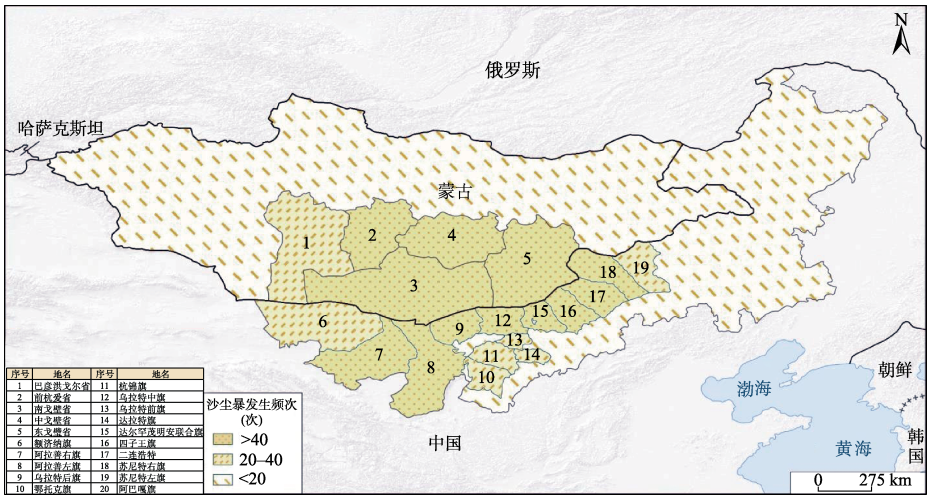 N
俄罗斯
哈萨克斯坦
蒙古
1
2
4
5
3
18
19
17
6
15
16
12
9
13
7
11
14
8
10
朝鲜
渤海
韩国
黄海
中国
序号 地名 序号 地名
1 巴彦洪戈尔省 11 杭锦旗
2 前杭爱省 12 乌拉特中旗
3 南戈壁省 13 乌拉特前旗
4 中戈壁省 14 达拉特旗
5 东戈壁省 15 达尔罕茂明安联合旗
6 额济纳旗 16 四子王旗
7 阿拉善右旗 17 二连浩特
8 阿拉善左旗 18 苏尼特右旗
9 乌拉特后旗 19 苏尼特左旗
10 鄂托克旗 20 阿巴嘎旗
沙尘暴发生频次
(次)
>40
20–40
<20
0 275 km